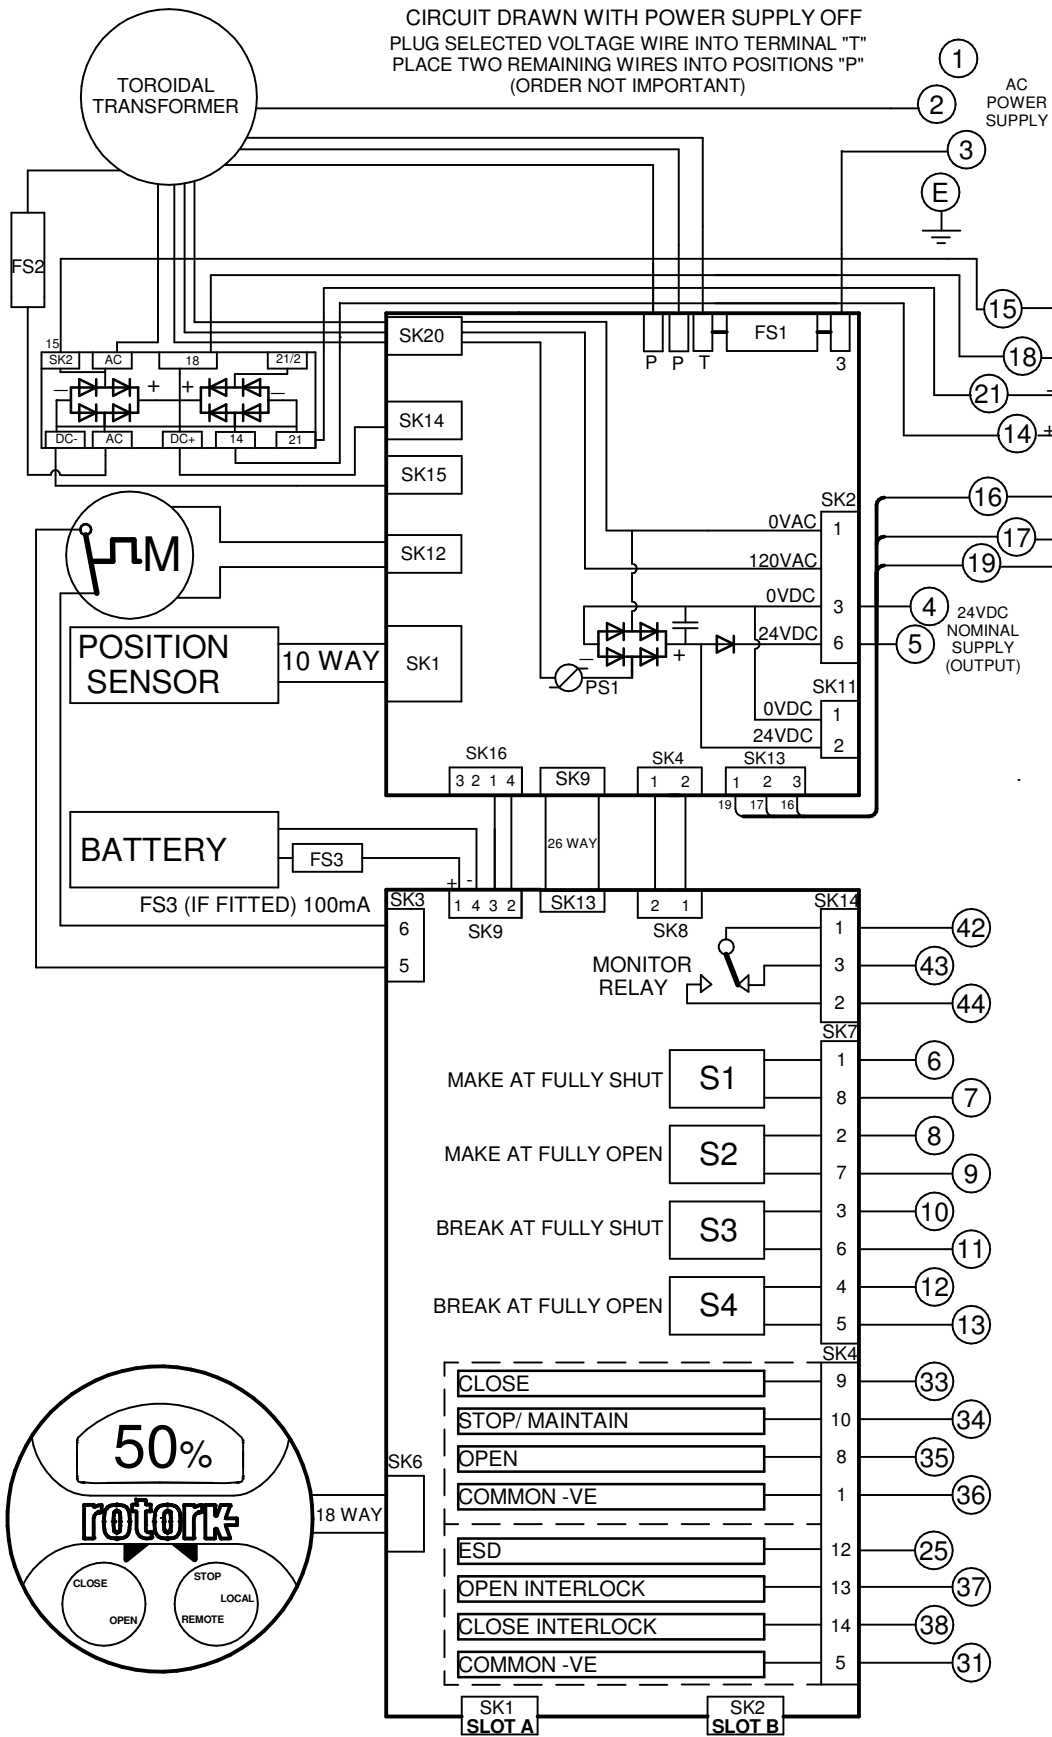 CIRCUIT DRAWN WITH POWER SUPPLY OFF
PLUG SELECTED VOLTAGE WIRE INTO TERMINAL "T"
PLACE TWO REMAINING WIRES INTO POSITIONS "P"
(ORDER NOT IMPORTANT)
TOROIDAL
TRANSFORMER
1
2
3
E
AC
POWER
SUPPLY
FS2
15
SK2
AC
18
21/2
– + + –
DC-
AC
DC+
14
21
SK20
P
P
T
FS1
3
15
18
21
-
14
+
SK14
SK15
SK12
M
SK2
0VAC
1
120VAC
0VDC
3
24VDC
6
16
17
19
4
5
24VDC
NOMINAL
SUPPLY
(OUTPUT)
POSITION
SENSOR
10 WAY
SK1
–
+
PS1
SK11
0VDC
1
24VDC
2
SK16
3 2 1 4
SK9
SK4
1 2
SK13
1 2 3
19 17 16
26 WAY
BATTERY
FS3
FS3 (IF FITTED) 100mA
+ -
SK3
6
5
1 4 3 2
SK9
SK13
2 1
SK8
SK14
1
3
2
MONITOR
RELAY
42
43
44
SK7
MAKE AT FULLY SHUT
S1
1
8
6
7
MAKE AT FULLY OPEN
S2
2
7
8
9
BREAK AT FULLY SHUT
S3
3
6
10
11
BREAK AT FULLY OPEN
S4
4
5
12
13
SK4
CLOSE
9
33
STOP/ MAINTAIN
10
34
OPEN
8
35
COMMON -VE
1
36
ESD
12
25
OPEN INTERLOCK
13
37
CLOSE INTERLOCK
14
38
COMMON -VE
5
31
50%
rotork
SK6
18 WAY
CLOSE
OPEN
STOP
LOCAL
REMOTE
SK1
SLOT A
SK2
SLOT B